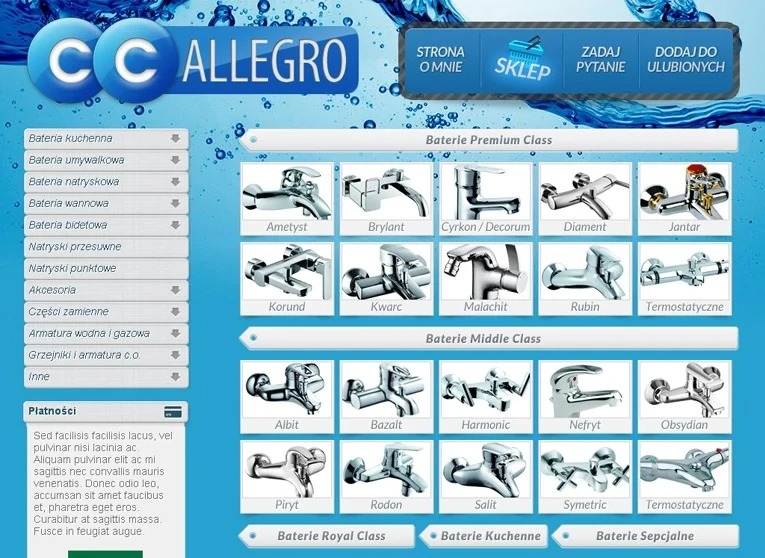 CC ALLEGRO
STRONA
O MNIE
SKLEP
ZADAJ
PYTANIE
DODAJ DO
ULUBIONYCH
Bateria kuchenna
Bateria umywalkowa
Bateria natryskowa
Bateria wannowa
Bateria bidetowa
Natryski przesuwne
Natryski punktowe
Akcesoria
Części zamienne
Armatura wodna i gazowa
Grzejniki i armatura c.o.
Inne
Płatności
Sed facilisis facilisis lacus, vel
pulvinar nisi lacinia ac.
Aliquam pulvinar elit ac mi
sagittis nec convallis mauris
venenatis. Donec odio leo,
accumsan sit amet faucibus
et, pharetra eget eros.
Curabitur at sagittis massa.
Fusce in feugiat augue.
Baterie Premium Class
Ametyst
Brylant
Cyrkon / Decorum
Diament
Jantar
Korund
Kwarc
Malachit
Rubin
Termostatyczne
Baterie Middle Class
Albit
Bazalt
Harmonic
Nefryt
Obsydian
Piryt
Rodon
Salit
Symetric
Termostatyczne
Baterie Royal Class
Baterie Kuchenne
Baterie Sepcjalne